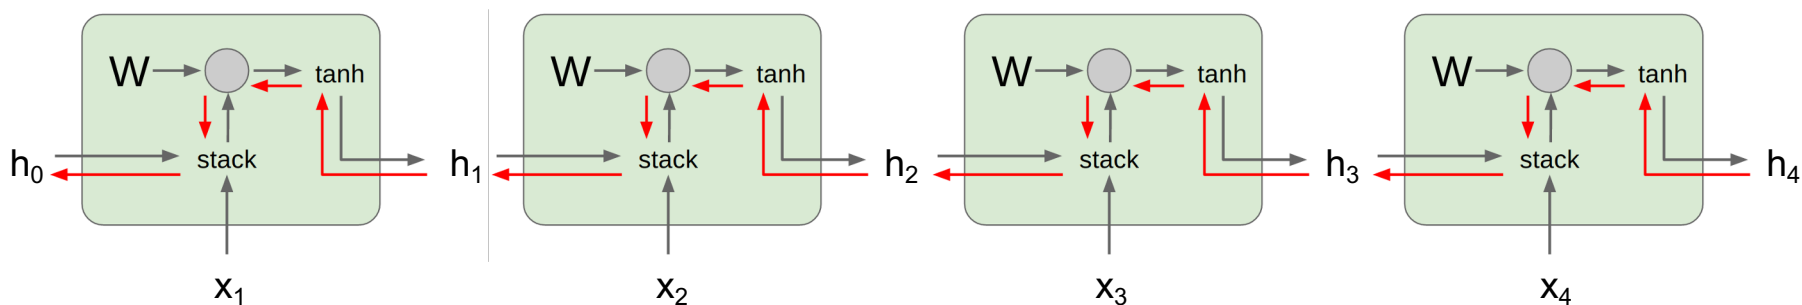 W tanh W tanh W tanh W tanh
h₀ stack h₁ stack h₂ stack h₃ stack h₄
x₁ x₂ x₃ x₄